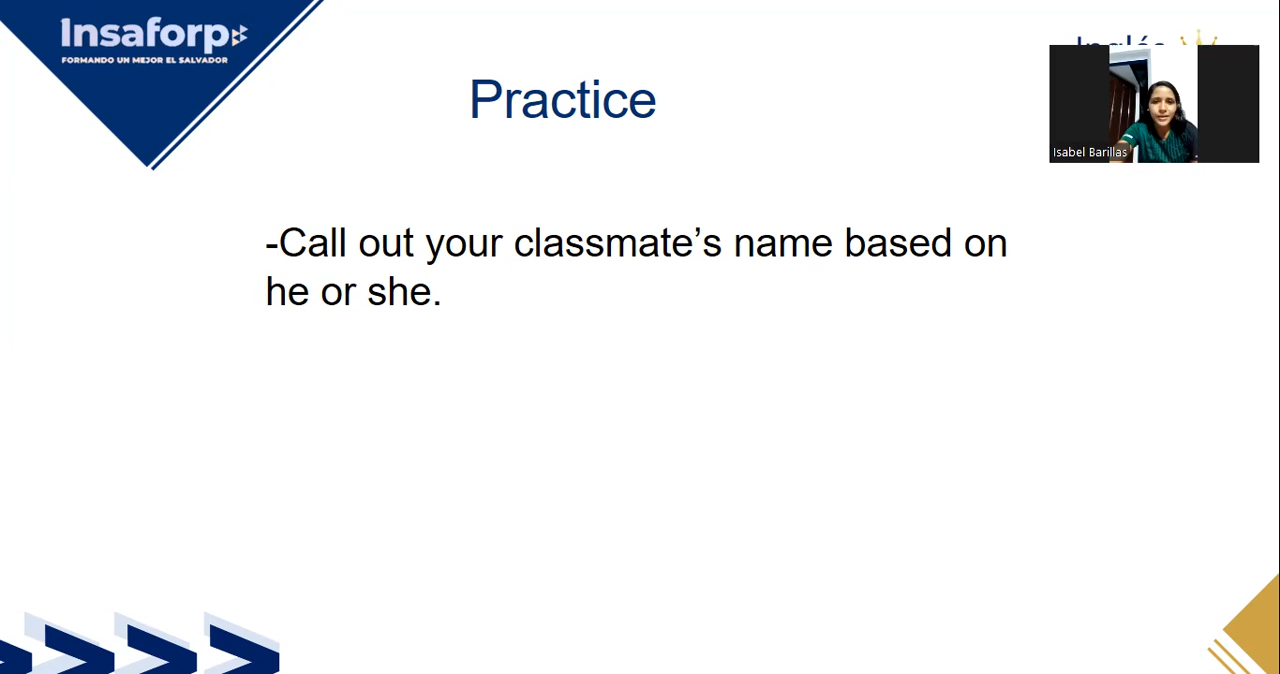 Insaforp
FORMANDO UN MEJOR EL SALVADOR
Practice
Isabel Barillas
-Call out your classmate's name based on
he or she.